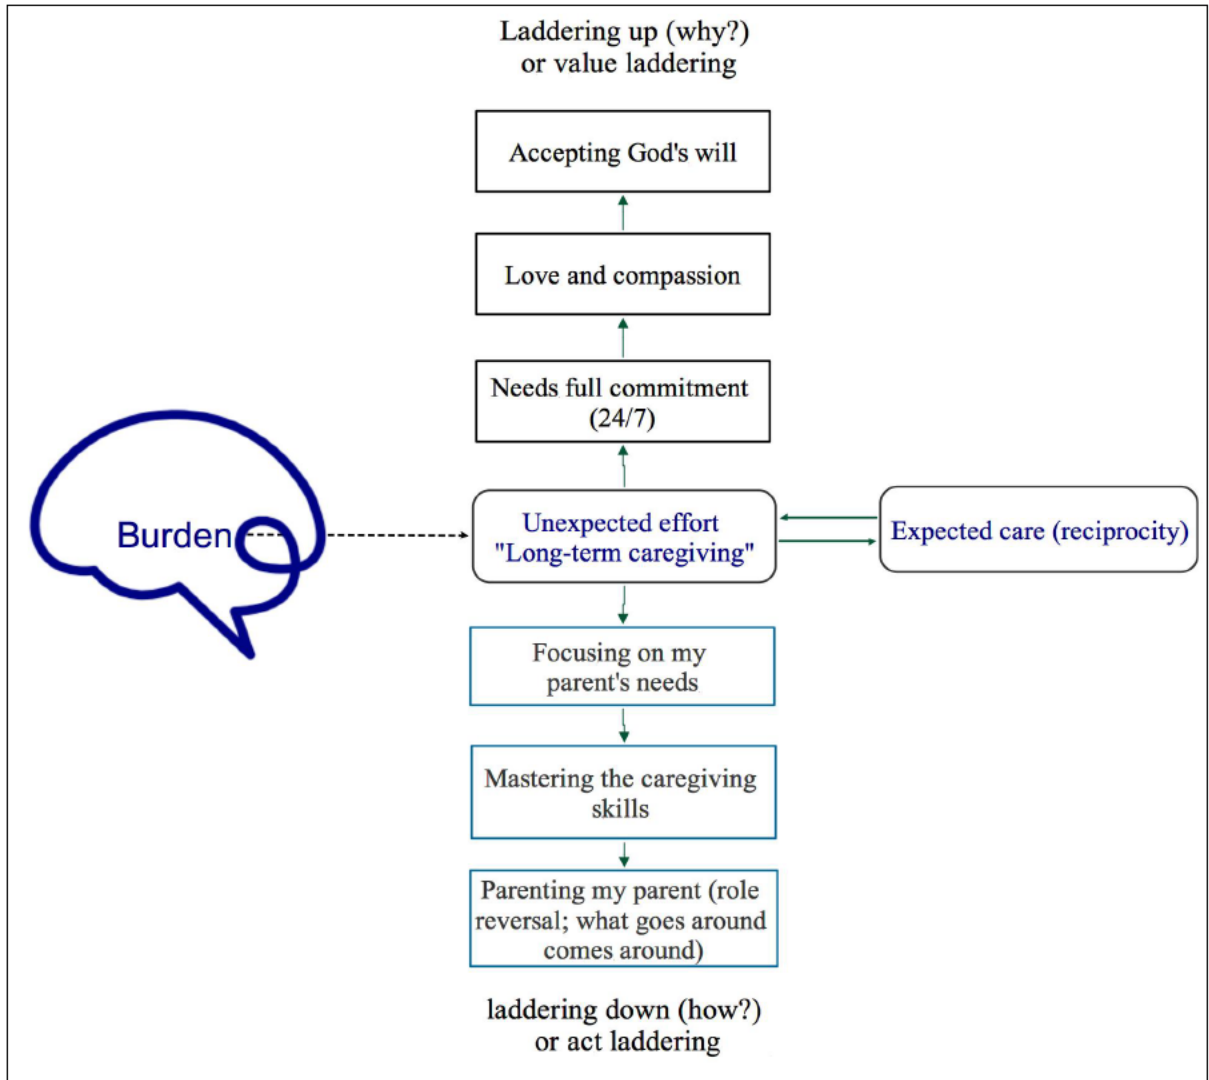 Laddering up (why?)
or value laddering
Accepting God's will
Love and compassion
Needs full commitment
(24/7)
Burden
Unexpected effort
"Long-term caregiving"
Expected care (reciprocity)
Focusing on my
parent's needs
Mastering the caregiving
skills
Parenting my parent (role
reversal; what goes around
comes around)
laddering down (how?)
or act laddering